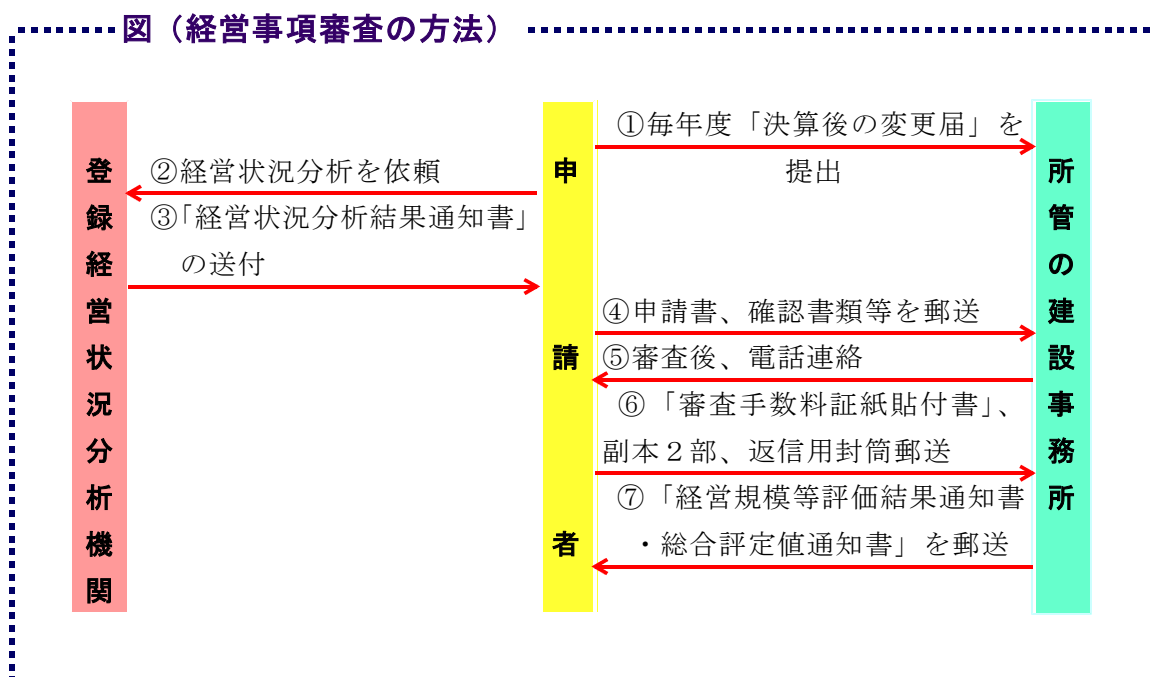 図（経営事項審査の方法）
登録経営状況分析機関
②経営状況分析を依頼
③「経営状況分析結果通知書」
の送付
申請者
①毎年度「決算後の変更届」を
提出
④申請書、確認書類等を郵送
⑤審査後、電話連絡
⑥「審査手数料証紙貼付書」、
副本２部、返信用封筒郵送
⑦「経営規模等評価結果通知書
・総合評定値通知書」を郵送
所管の建設事務所